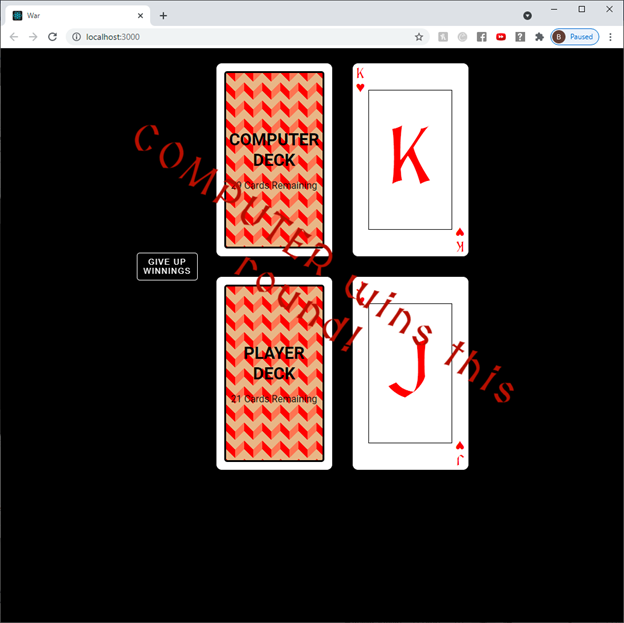 War
localhost:3000
B Paused
K
COMPUTER
DECK
29 Cards Remaining
K
K
COMPUTER wins this
round!
GIVE UP
WINNINGS
PLAYER
DECK
21 Cards Remaining
J
J